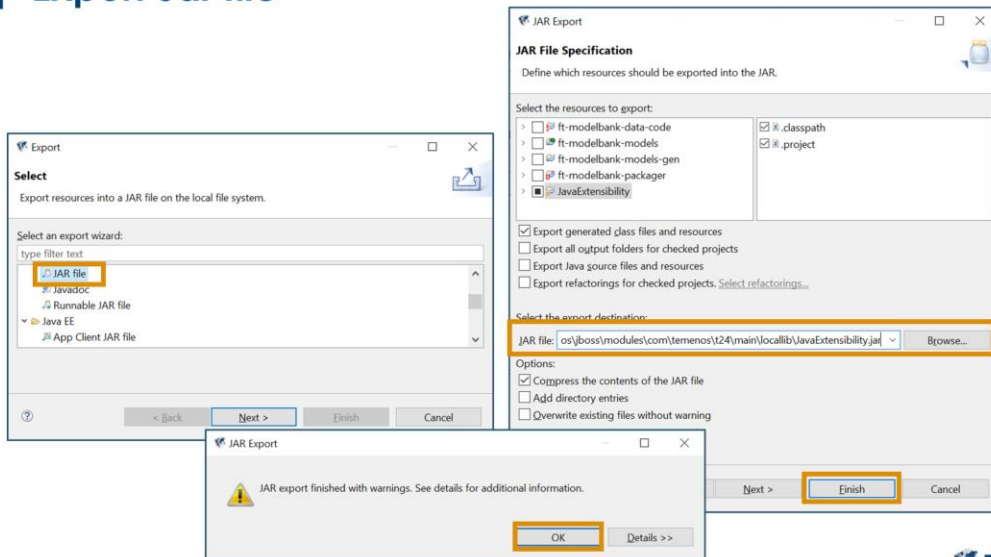 Export Jar file
Export
Select
Export resources into a JAR file on the local file system.
Select an export wizard:
type filter text
JAR file
Javadoc
Runnable JAR file
Java EE
App Client JAR file
< Back
Next >
Finish
Cancel
JAR Export
JAR File Specification
Define which resources should be exported into the JAR.
Select the resources to export:
ft-modelbank-data-code
ft-modelbank-models
ft-modelbank-models-gen
ft-modelbank-packager
JavaExtensibility
.classpath
.project
Export generated class files and resources
Export all output folders for checked projects
Export Java source files and resources
Export refactorings for checked projects. Select refactorings...
Select the export destination:
JAR file: os\jboss\modules\com\temenos\t24\main\locallib\JavaExtensibility.jar
Browse...
Options:
Compress the contents of the JAR file
Add directory entries
Overwrite existing files without warning
Next >
Finish
Cancel
JAR Export
JAR export finished with warnings. See details for additional information.
OK
Details >>